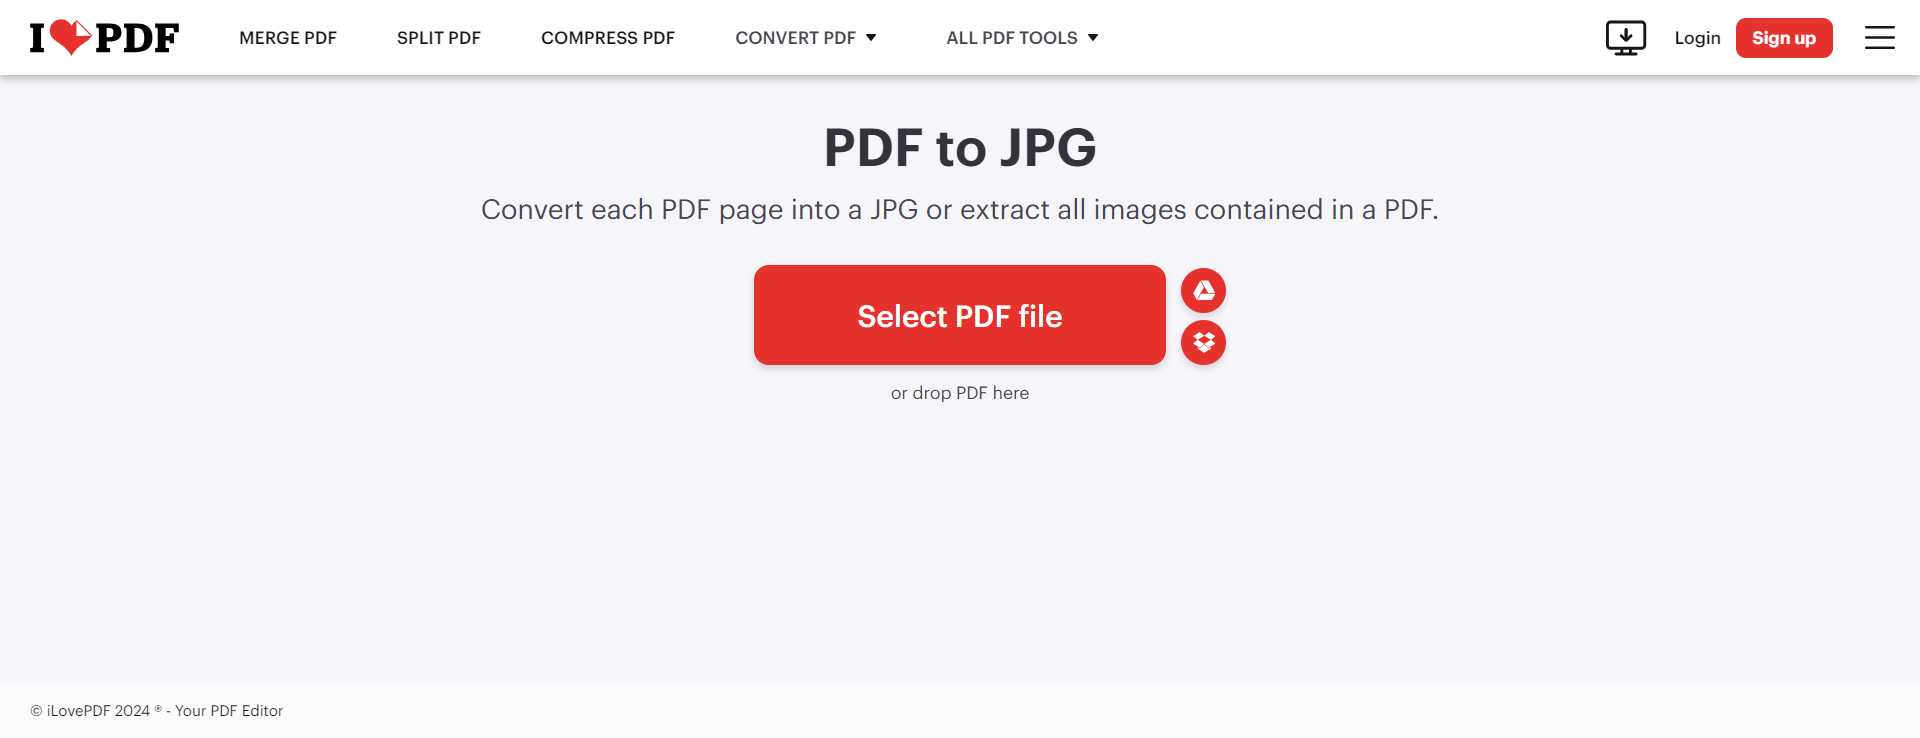 I PDF
MERGE PDF
SPLIT PDF
COMPRESS PDF
CONVERT PDF
ALL PDF TOOLS
Login
Sign up
PDF to JPG
Convert each PDF page into a JPG or extract all images contained in a PDF.
Select PDF file
or drop PDF here
© iLovePDF 2024 ® - Your PDF Editor